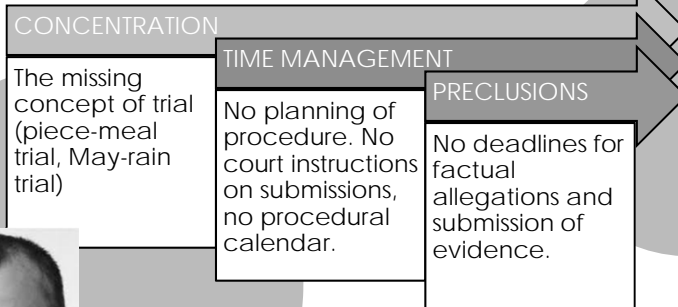 CONCENTRATION
The missing
concept of trial
(piece-meal
trial, May-rain
trial)
TIME MANAGEMENT
No planning of
procedure. No
court instructions
on submissions,
no procedural
calendar.
PRECLUSIONS
No deadlines for
factual
allegations and
submission of
evidence.